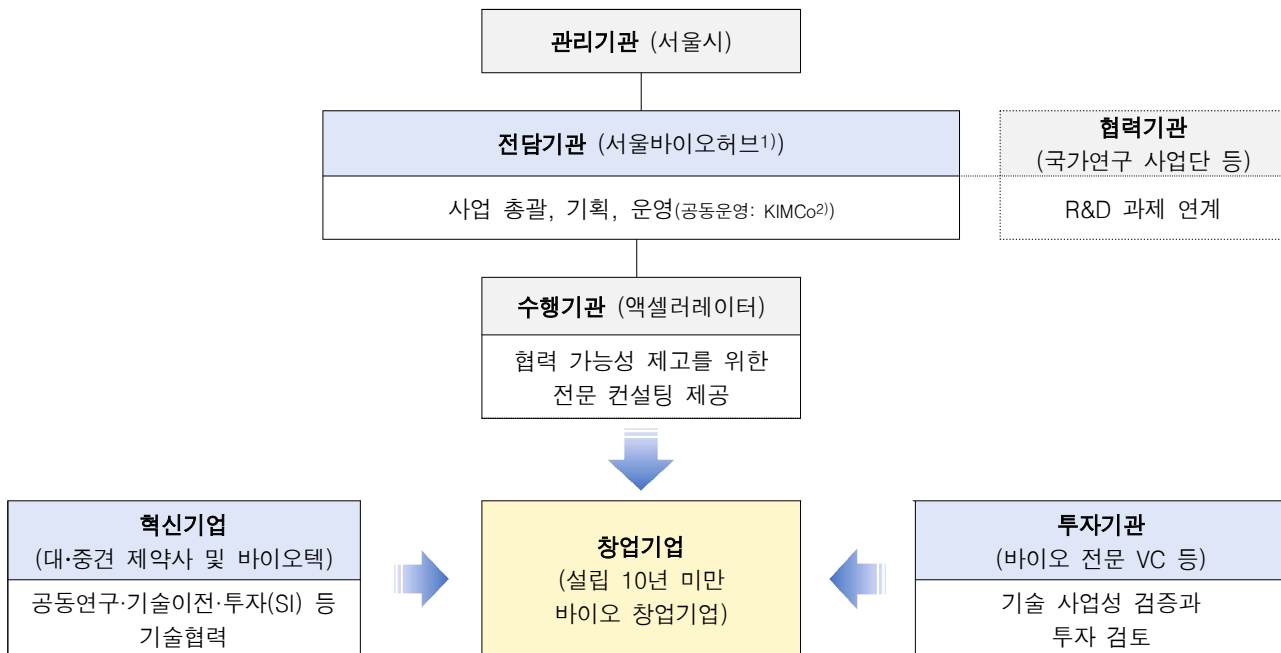 관리기관 (서울시)
전담기관 (서울바이오허브1))
사업 총괄, 기획, 운영(공동운영: KIMCo2))
협력기관
(국가연구 사업단 등)
R&D 과제 연계
수행기관 (액셀러레이터)
협력 가능성 제고를 위한
전문 컨설팅 제공
혁신기업
(대·중견 제약사 및 바이오텍)
공동연구·기술이전·투자(SI) 등
기술협력
창업기업
(설립 10년 미만
바이오 창업기업)
투자기관
(바이오 전문 VC 등)
기술 사업성 검증과
투자 검토